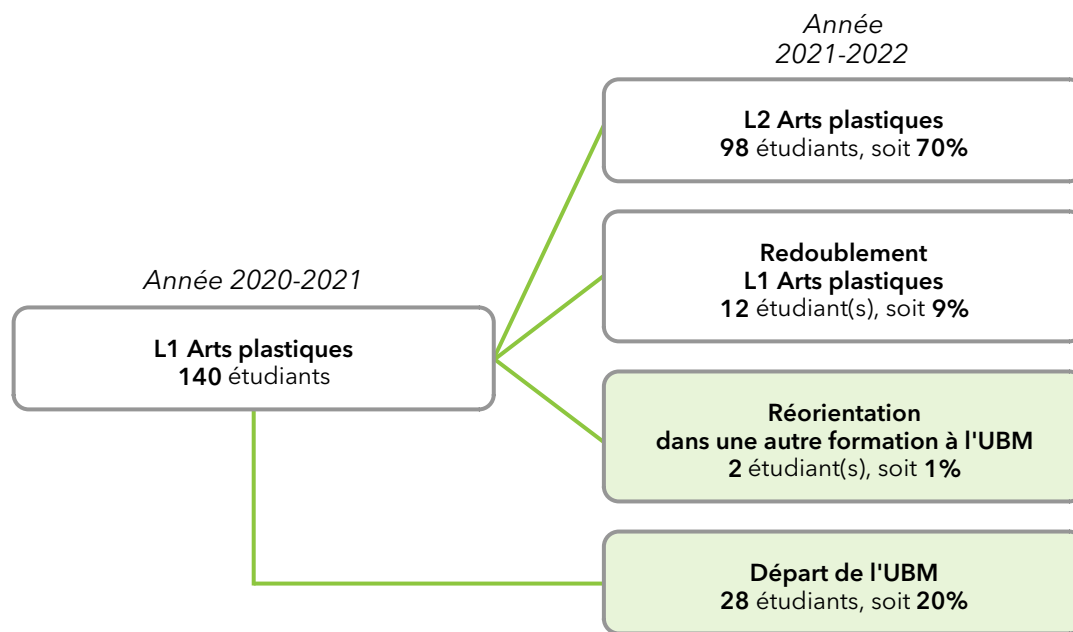 Année
2021-2022
L2 Arts plastiques
98 étudiants, soit 70%
Redoublement
L1 Arts plastiques
12 étudiant(s), soit 9%
Année 2020-2021
L1 Arts plastiques
140 étudiants
Réorientation
dans une autre formation à l'UBM
2 étudiant(s), soit 1%
Départ de l'UBM
28 étudiants, soit 20%